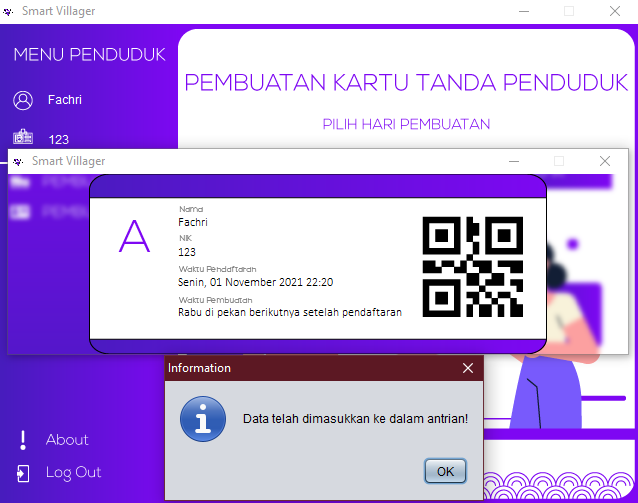 Smart Villager
MENU PENDUDUK
Fachri
123
PEMBUATAN KARTU TANDA PENDUDUK
PILIH HARI PEMBUATAN
Smart Villager
A
Nama
Fachri
NIK
123
Waktu Pendaftaran
Senin, 01 November 2021 22:20
Waktu Pembuatan
Rabu di pekan berikutnya setelah pendaftaran
Information
Data telah dimasukkan ke dalam antrian!
OK
About
Log Out